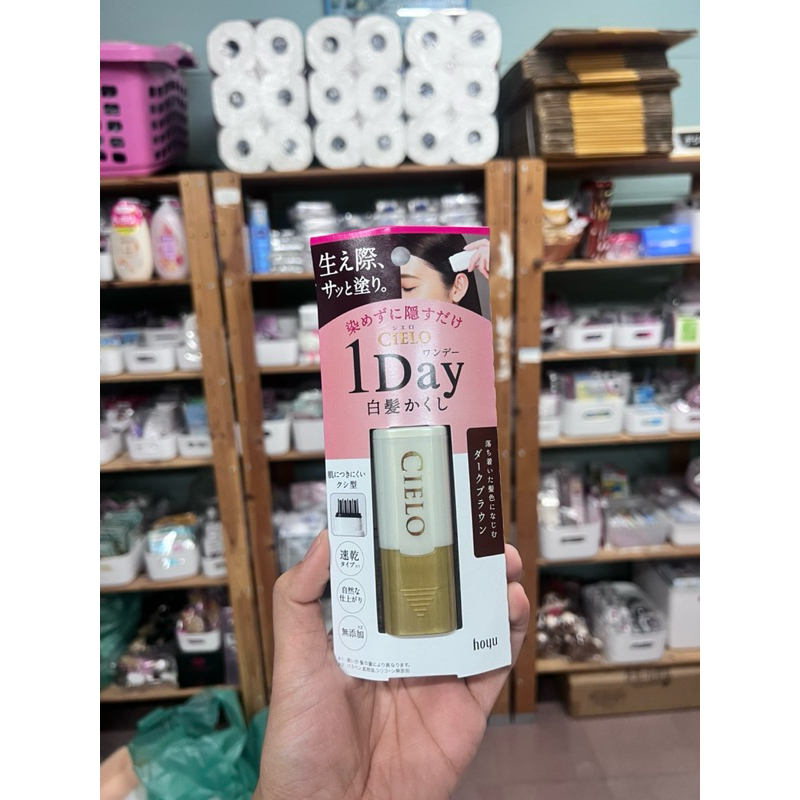 生え際、
サッと塗り。
染めずに隠すだけ
シエロ
CIELO
ワンデー
1Day
白髪かくし
肌につきにくい
クシ型
速乾
タイプ
自然な
仕上がり
無添加
CIELO
落ち着いた髪色になじむ
ダークブラウン
hoyu